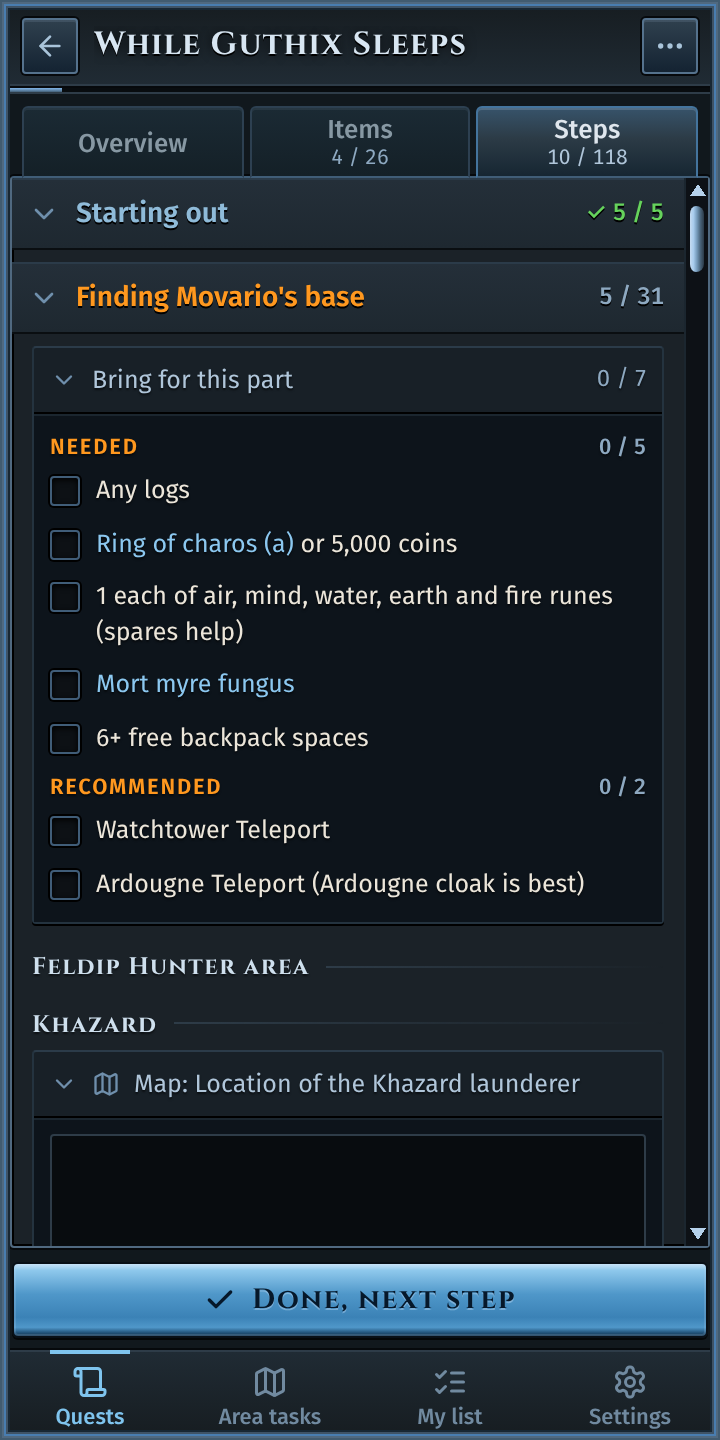 While Guthix Sleeps
Overview
Items
4 / 26
Steps
10 / 118
Starting out
5 / 5
Finding Movario's base
5 / 31
Bring for this part
0 / 7
NEEDED
0 / 5
Any logs
Ring of charos (a) or 5,000 coins
1 each of air, mind, water, earth and fire runes
(spares help)
Mort myre fungus
6+ free backpack spaces
RECOMMENDED
0 / 2
Watchtower Teleport
Ardougne Teleport (Ardougne cloak is best)
Feldip Hunter area
Khazard
Map: Location of the Khazard launderer
Done, next step
Quests
Area tasks
My list
Settings